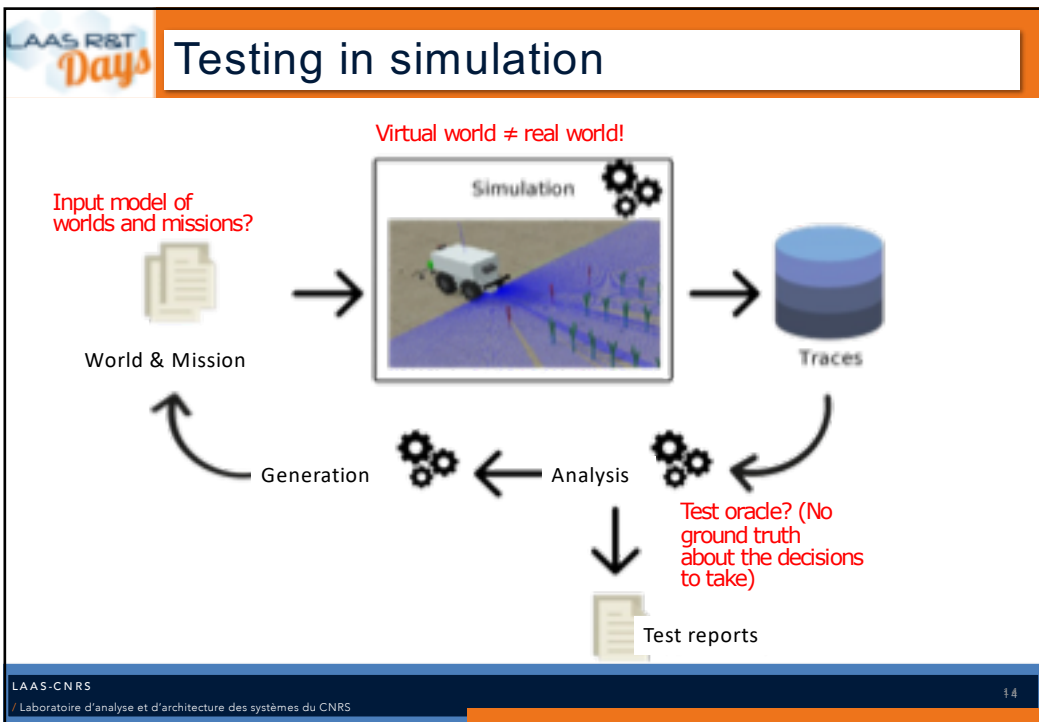 LAAS R&T
Days
Testing in simulation
Virtual world ≠ real world!
Simulation
Input model of
worlds and missions?
World & Mission
Traces
Generation
Analysis
Test oracle? (No
ground truth
about the decisions
to take)
Test reports
LAAS-CNRS
/ Laboratoire d'analyse et d'architecture des systèmes du CNRS